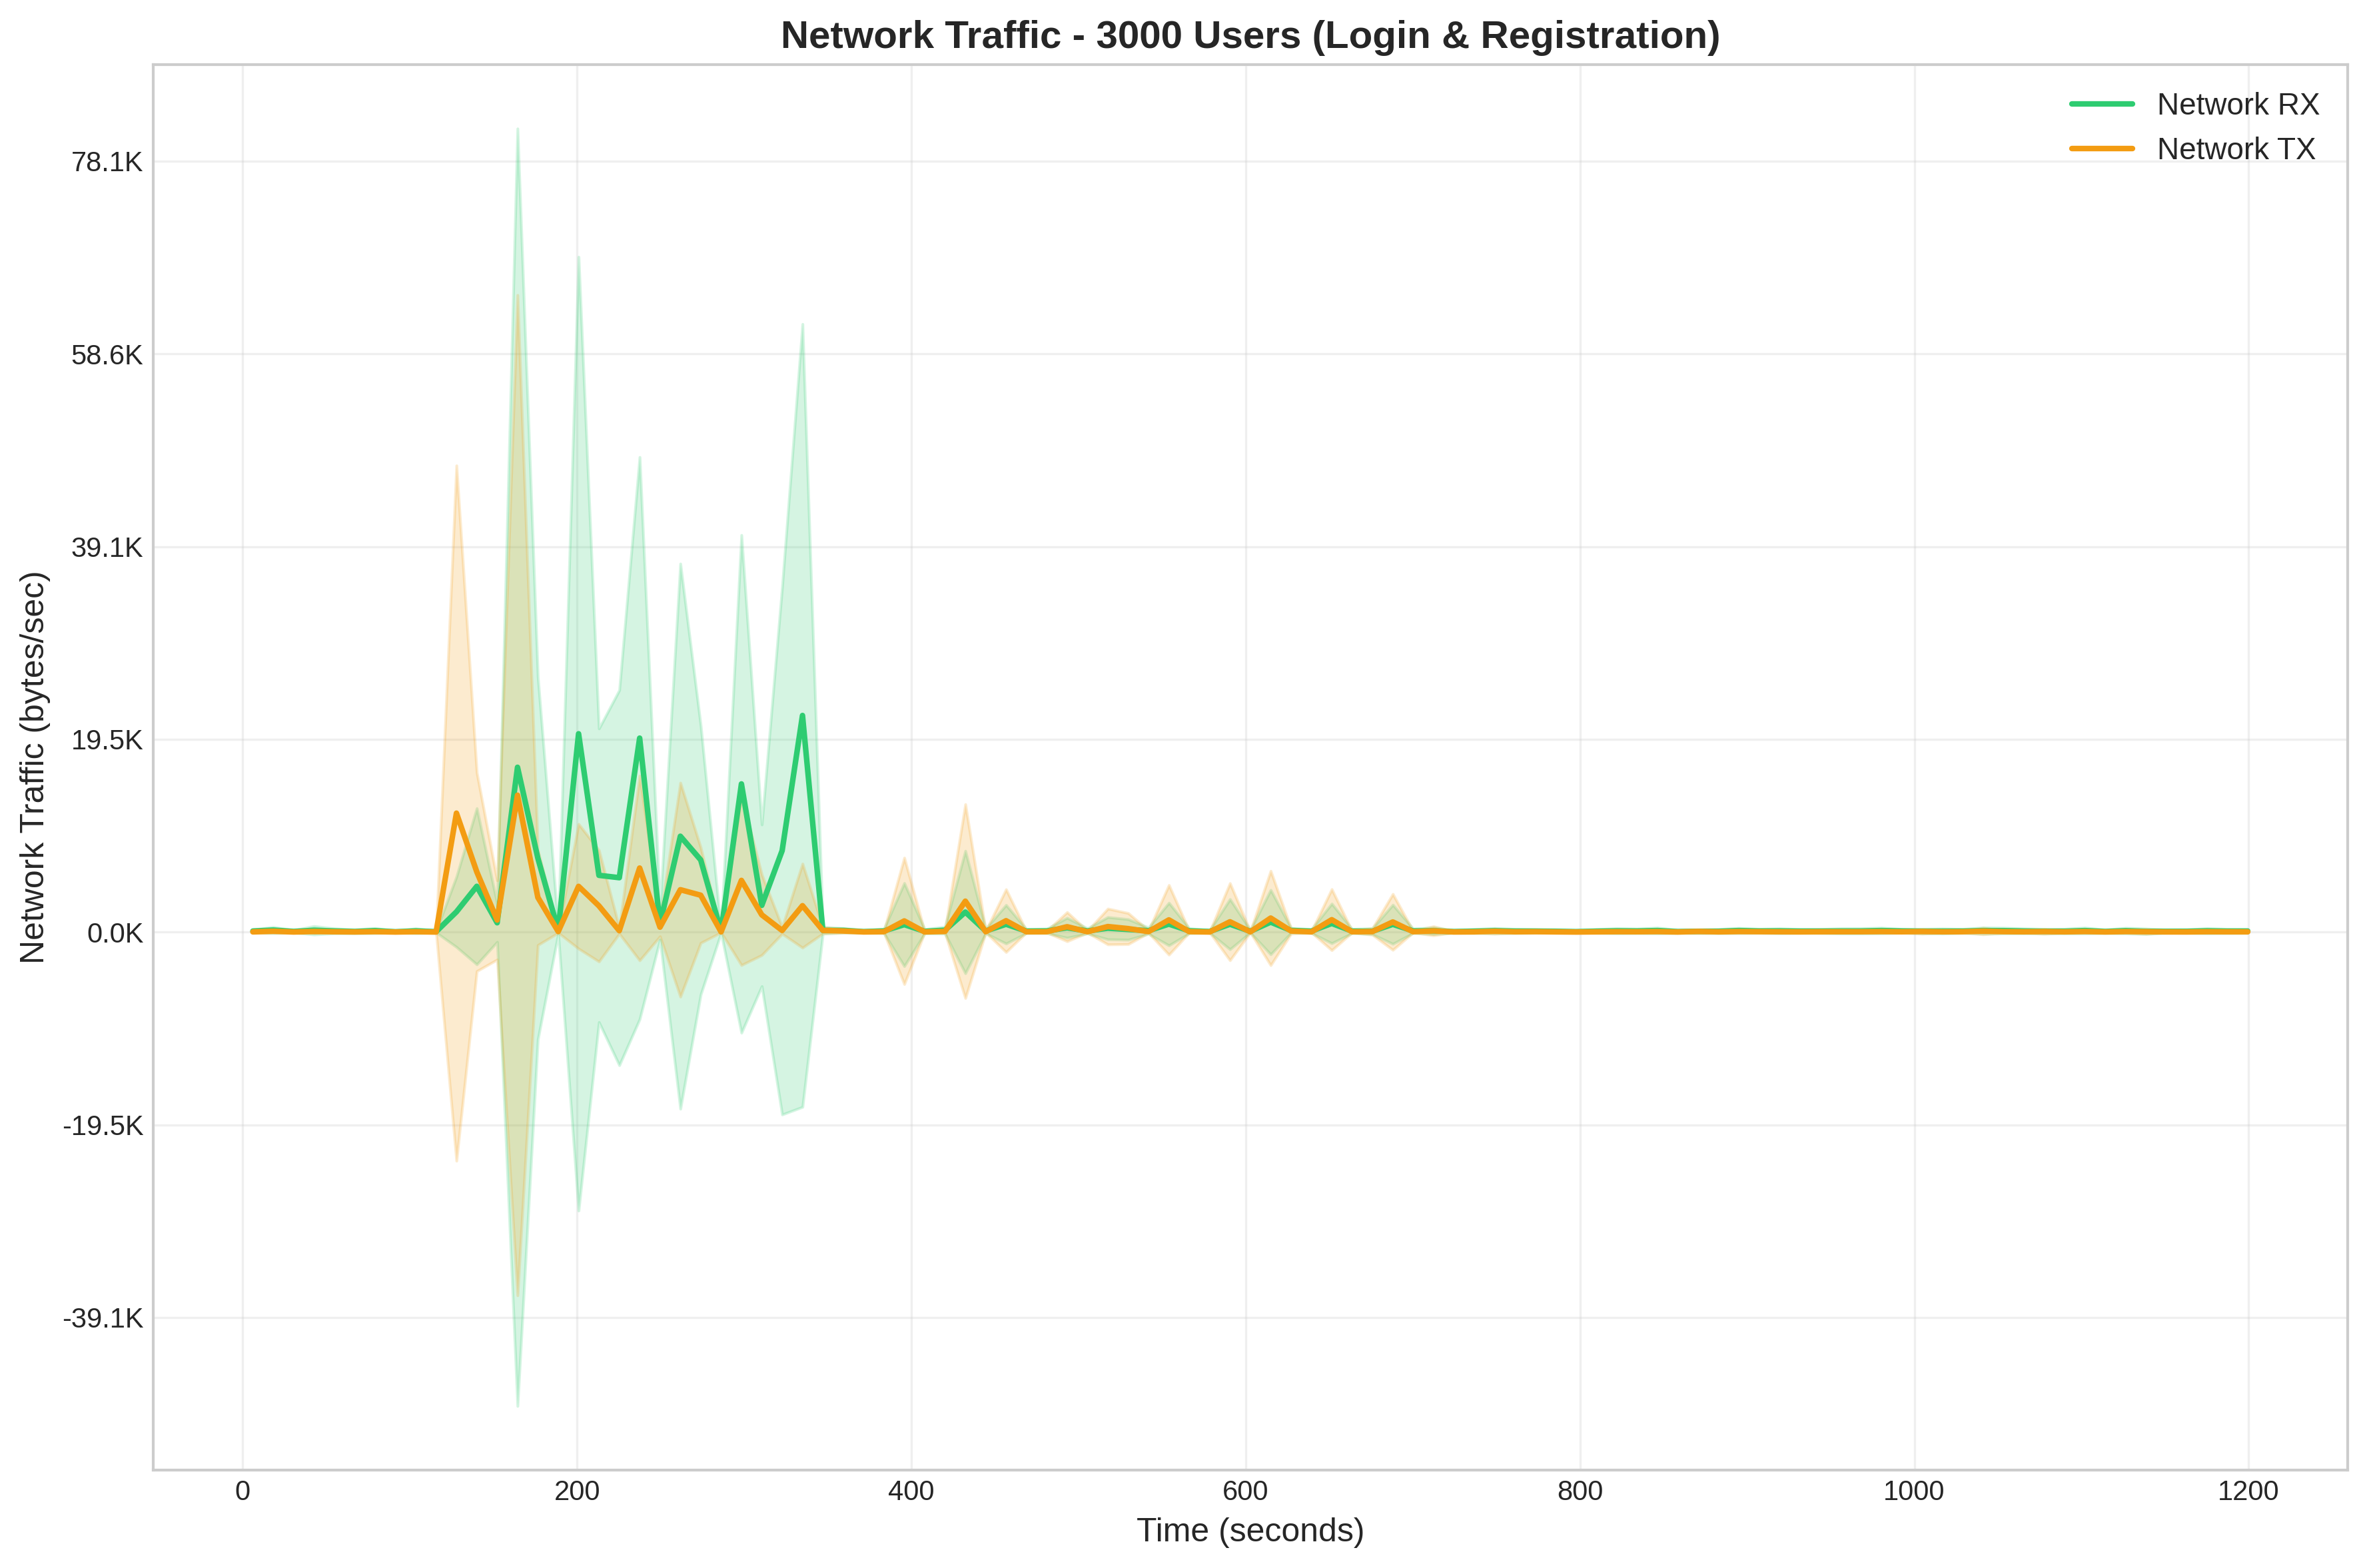 Network Traffic - 3000 Users (Login & Registration)
Network RX
Network TX
Network Traffic (bytes/sec)
78.1K
58.6K
39.1K
19.5K
0.0K
-19.5K
-39.1K
0 200 400 600 800 1000 1200
Time (seconds)